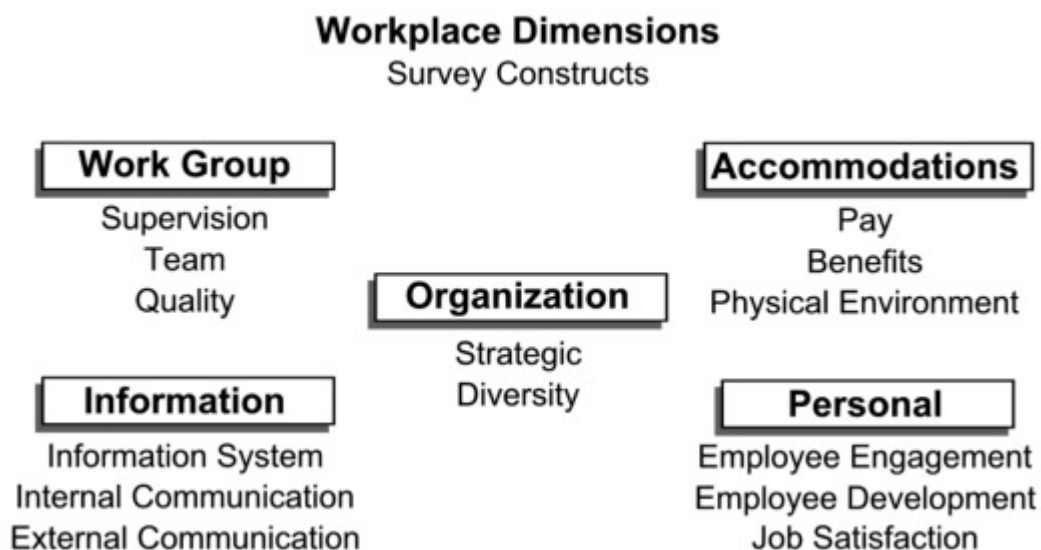 Workplace Dimensions
Survey Constructs
Work Group
Supervision
Team
Quality
Accommodations
Pay
Benefits
Physical Environment
Organization
Strategic
Diversity
Information
Information System
Internal Communication
External Communication
Personal
Employee Engagement
Employee Development
Job Satisfaction